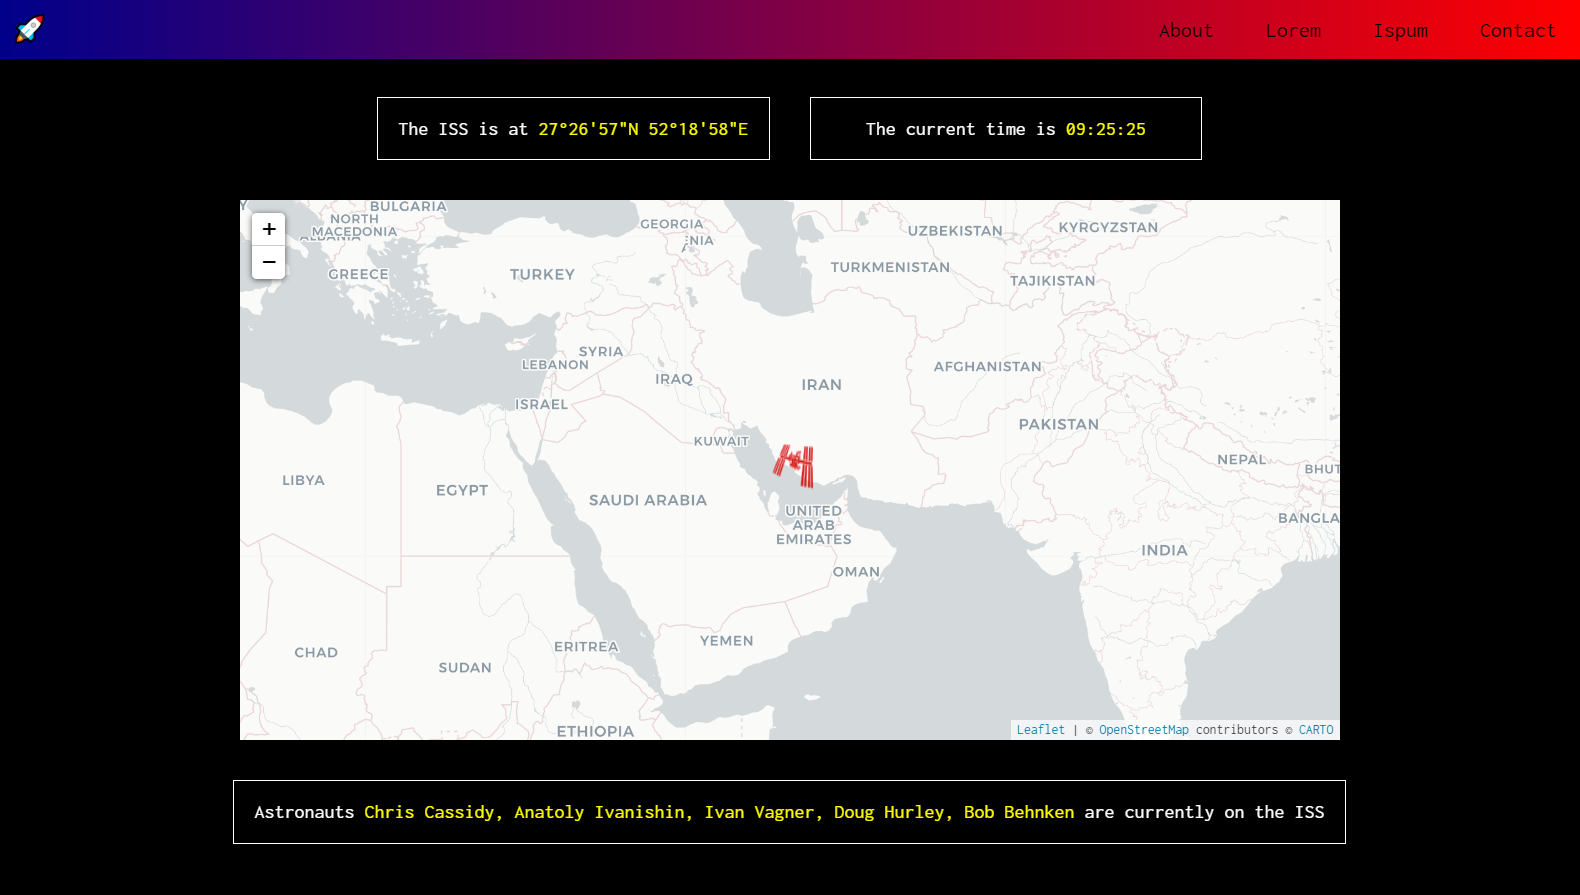 About Lorem Ispum Contact
The ISS is at 27°26'57"N 52°18'58"E
The current time is 09:25:25
+
−
BULGARIA
NORTH
MACEDONIA
ALBANIA
GEORGIA
ENIA
UZBEKISTAN
KYRGYZSTAN
GREECE
TURKEY
TURKMENISTAN
TAJIKISTAN
SYRIA
LEBANON
IRAQ
IRAN
AFGHANISTAN
ISRAEL
KUWAIT
PAKISTAN
NEPAL
BHUT
LIBYA
EGYPT
SAUDI ARABIA
UNITED
ARAB
EMIRATES
BANGLA
INDIA
OMAN
CHAD
SUDAN
ERITREA
YEMEN
ETHIOPIA
Leaflet | © OpenStreetMap contributors © CARTO
Astronauts Chris Cassidy, Anatoly Ivanishin, Ivan Vagner, Doug Hurley, Bob Behnken are currently on the ISS